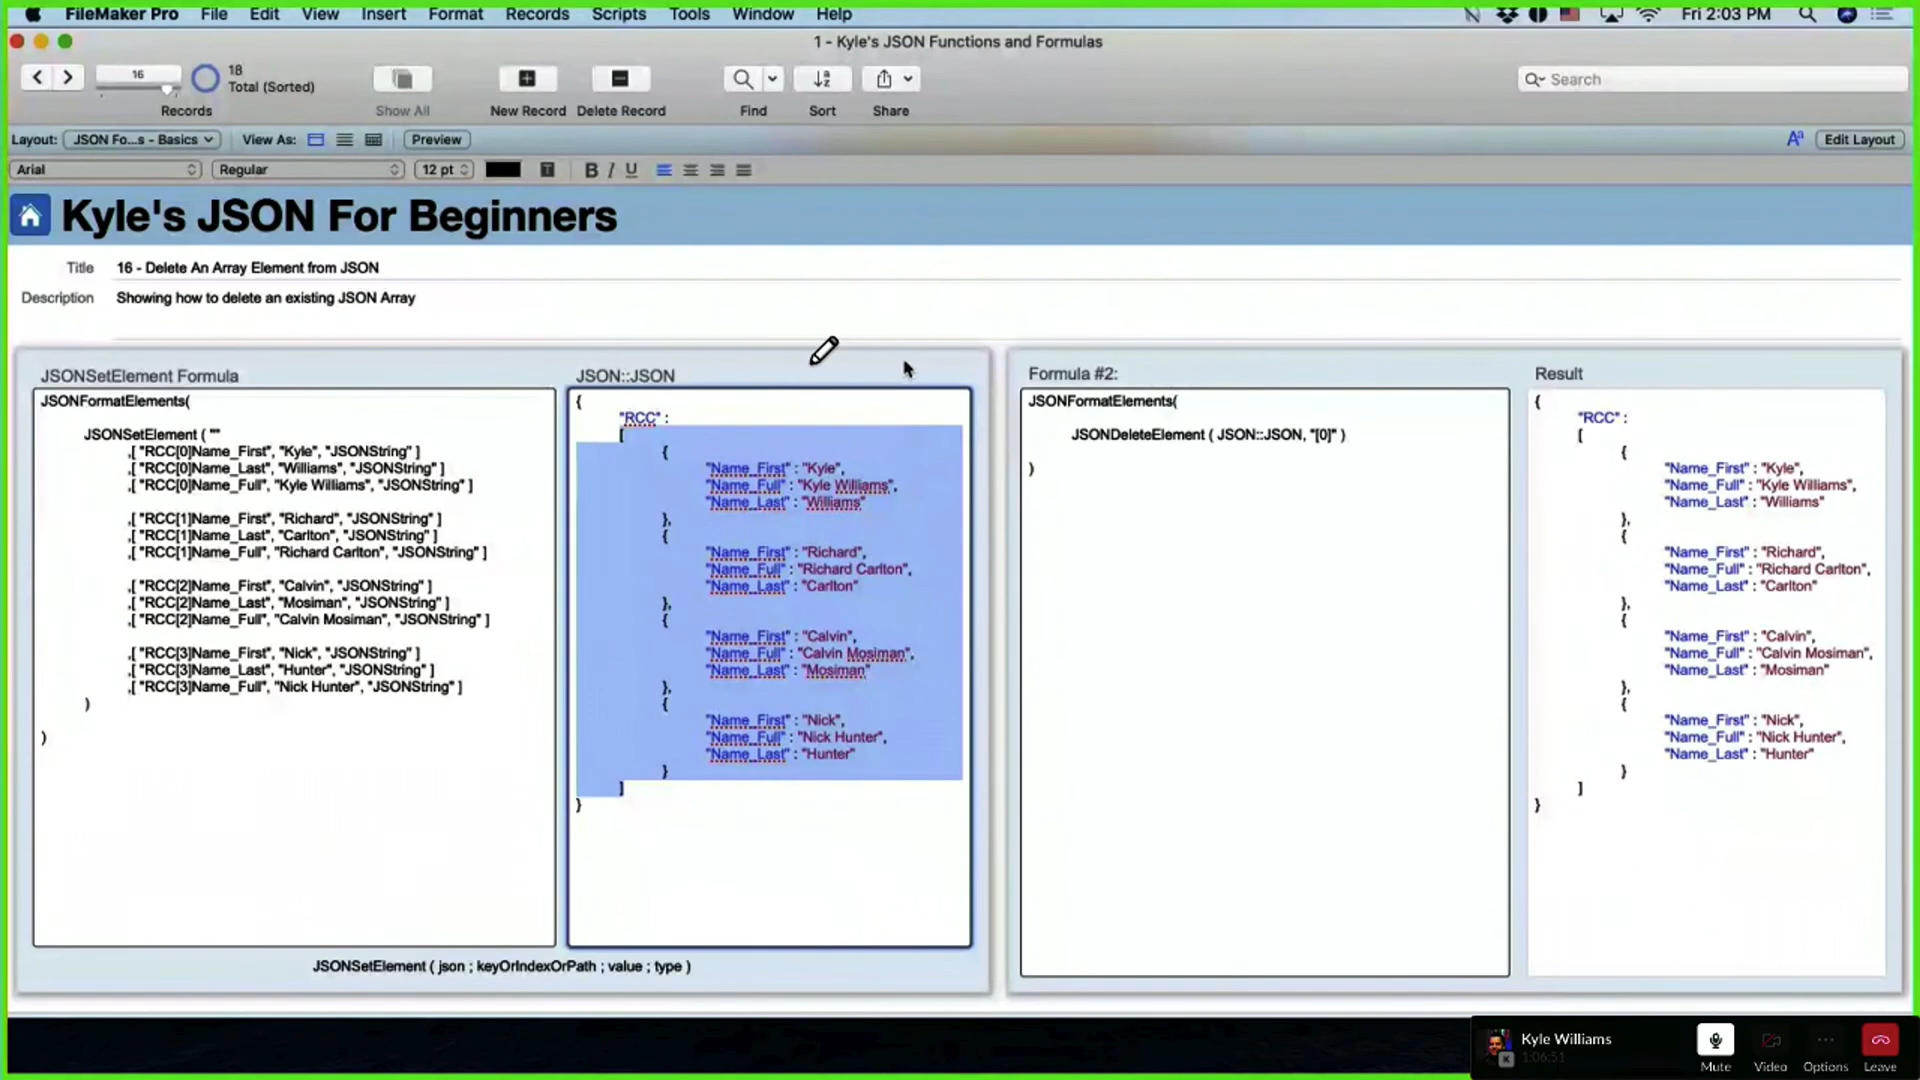 FileMaker Pro File Edit View Insert Format Records Scripts Tools Window Help Fri 2:03 PM
1 - Kyle's JSON Functions and Formulas
16 18
Total (Sorted)
Search
Records Show All New Record Delete Record Find Sort Share
Layout: JSON Fo...s - Basics View As: Preview Aa Edit Layout
Arial Regular 12 pt B I U
Kyle's JSON For Beginners
Title 16 - Delete An Array Element from JSON
Description Showing how to delete an existing JSON Array
JSONSetElement Formula
JSONFormatElements(
JSONSetElement ( ""
,[ "RCC[0]Name_First", "Kyle", "JSONString" ]
,[ "RCC[0]Name_Last", "Williams", "JSONString" ]
,[ "RCC[0]Name_Full", "Kyle Williams", "JSONString" ]
,[ "RCC[1]Name_First", "Richard", "JSONString" ]
,[ "RCC[1]Name_Last", "Carlton", "JSONString" ]
,[ "RCC[1]Name_Full", "Richard Carlton", "JSONString" ]
,[ "RCC[2]Name_First", "Calvin", "JSONString" ]
,[ "RCC[2]Name_Last", "Mosiman", "JSONString" ]
,[ "RCC[2]Name_Full", "Calvin Mosiman", "JSONString" ]
,[ "RCC[3]Name_First", "Nick", "JSONString" ]
,[ "RCC[3]Name_Last", "Hunter", "JSONString" ]
,[ "RCC[3]Name_Full", "Nick Hunter", "JSONString" ]
)
)
JSON::JSON
{
"RCC" :
[
{
"Name_First" : "Kyle",
"Name_Full" : "Kyle Williams",
"Name_Last" : "Williams"
},
{
"Name_First" : "Richard",
"Name_Full" : "Richard Carlton",
"Name_Last" : "Carlton"
},
{
"Name_First" : "Calvin",
"Name_Full" : "Calvin Mosiman",
"Name_Last" : "Mosiman"
},
{
"Name_First" : "Nick",
"Name_Full" : "Nick Hunter",
"Name_Last" : "Hunter"
}
]
}
JSONSetElement ( json ; keyOrIndexOrPath ; value ; type )
Formula #2:
JSONFormatElements(
JSONDeleteElement ( JSON::JSON, "[0]" )
)
Result
{
"RCC" :
[
{
"Name_First" : "Kyle",
"Name_Full" : "Kyle Williams",
"Name_Last" : "Williams"
},
{
"Name_First" : "Richard",
"Name_Full" : "Richard Carlton",
"Name_Last" : "Carlton"
},
{
"Name_First" : "Calvin",
"Name_Full" : "Calvin Mosiman",
"Name_Last" : "Mosiman"
},
{
"Name_First" : "Nick",
"Name_Full" : "Nick Hunter",
"Name_Last" : "Hunter"
}
]
}
Kyle Williams
K 1:06:51
Mute Video Options Leave